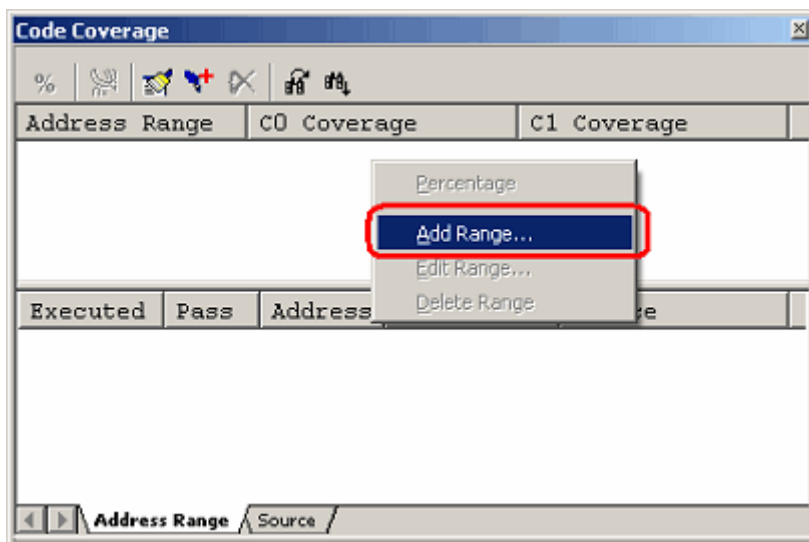 Code Coverage
%
Address Range C0 Coverage C1 Coverage
Percentage
Add Range...
Edit Range...
Delete Range
Executed Pass Address
Address Range Source